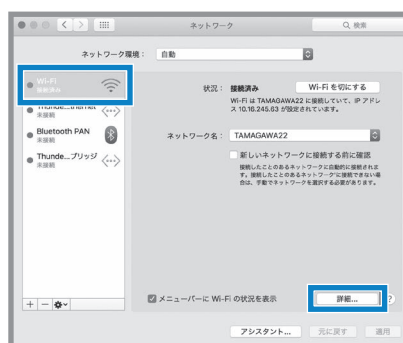 ネットワーク
検索
ネットワーク環境： 自動
Wi-Fi
接続済み
未接続
Bluetooth PAN
未接続
Thunde...ブリッジ
未接続
状況： 接続済み
Wi-Fi を切にする
Wi-Fi は TAMAGAWA22 に接続していて、IP アドレ
ス 10.16.245.63 が設定されています。
ネットワーク名： TAMAGAWA22
新しいネットワークに接続する前に確認
接続したことのあるネットワークに自動的に接続されま
す。接続したことのあるネットワークに接続できない場
合は、手動でネットワークを選択する必要があります。
メニューバーに Wi-Fi の状況を表示
詳細...
?
アシスタント...
元に戻す
適用